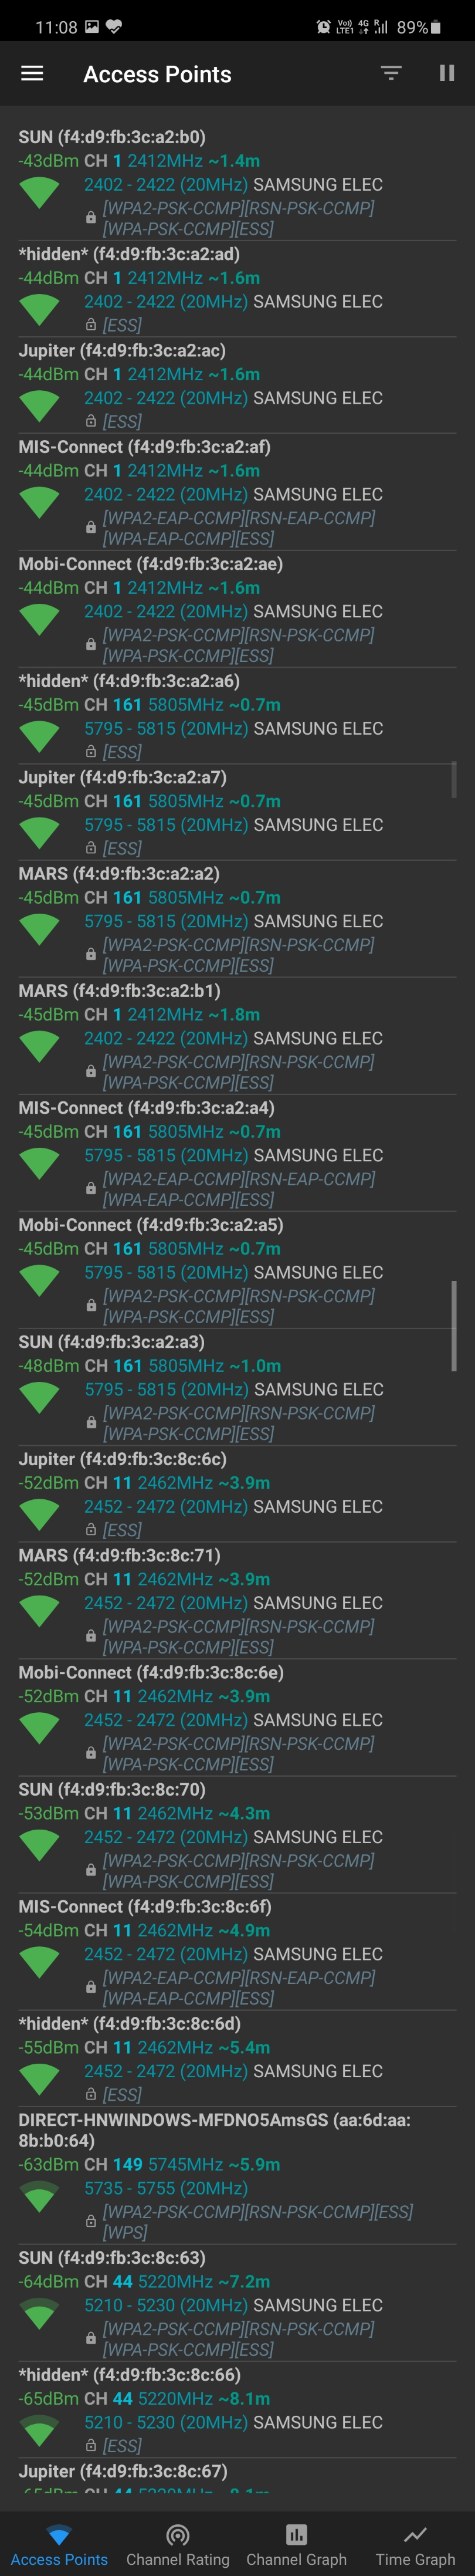 11:08 Vo) LTE1 4G R 89%
Access Points
SUN (f4:d9:fb:3c:a2:b0)
-43dBm CH 1 2412MHz ~1.4m
2402 - 2422 (20MHz) SAMSUNG ELEC
[WPA2-PSK-CCMP][RSN-PSK-CCMP]
[WPA-PSK-CCMP][ESS]
*hidden* (f4:d9:fb:3c:a2:ad)
-44dBm CH 1 2412MHz ~1.6m
2402 - 2422 (20MHz) SAMSUNG ELEC
[ESS]
Jupiter (f4:d9:fb:3c:a2:ac)
-44dBm CH 1 2412MHz ~1.6m
2402 - 2422 (20MHz) SAMSUNG ELEC
[ESS]
MIS-Connect (f4:d9:fb:3c:a2:af)
-44dBm CH 1 2412MHz ~1.6m
2402 - 2422 (20MHz) SAMSUNG ELEC
[WPA2-EAP-CCMP][RSN-EAP-CCMP]
[WPA-EAP-CCMP][ESS]
Mobi-Connect (f4:d9:fb:3c:a2:ae)
-44dBm CH 1 2412MHz ~1.6m
2402 - 2422 (20MHz) SAMSUNG ELEC
[WPA2-PSK-CCMP][RSN-PSK-CCMP]
[WPA-PSK-CCMP][ESS]
*hidden* (f4:d9:fb:3c:a2:a6)
-45dBm CH 161 5805MHz ~0.7m
5795 - 5815 (20MHz) SAMSUNG ELEC
[ESS]
Jupiter (f4:d9:fb:3c:a2:a7)
-45dBm CH 161 5805MHz ~0.7m
5795 - 5815 (20MHz) SAMSUNG ELEC
[ESS]
MARS (f4:d9:fb:3c:a2:a2)
-45dBm CH 161 5805MHz ~0.7m
5795 - 5815 (20MHz) SAMSUNG ELEC
[WPA2-PSK-CCMP][RSN-PSK-CCMP]
[WPA-PSK-CCMP][ESS]
MARS (f4:d9:fb:3c:a2:b1)
-45dBm CH 1 2412MHz ~1.8m
2402 - 2422 (20MHz) SAMSUNG ELEC
[WPA2-PSK-CCMP][RSN-PSK-CCMP]
[WPA-PSK-CCMP][ESS]
MIS-Connect (f4:d9:fb:3c:a2:a4)
-45dBm CH 161 5805MHz ~0.7m
5795 - 5815 (20MHz) SAMSUNG ELEC
[WPA2-EAP-CCMP][RSN-EAP-CCMP]
[WPA-EAP-CCMP][ESS]
Mobi-Connect (f4:d9:fb:3c:a2:a5)
-45dBm CH 161 5805MHz ~0.7m
5795 - 5815 (20MHz) SAMSUNG ELEC
[WPA2-PSK-CCMP][RSN-PSK-CCMP]
[WPA-PSK-CCMP][ESS]
SUN (f4:d9:fb:3c:a2:a3)
-48dBm CH 161 5805MHz ~1.0m
5795 - 5815 (20MHz) SAMSUNG ELEC
[WPA2-PSK-CCMP][RSN-PSK-CCMP]
[WPA-PSK-CCMP][ESS]
Jupiter (f4:d9:fb:3c:8c:6c)
-52dBm CH 11 2462MHz ~3.9m
2452 - 2472 (20MHz) SAMSUNG ELEC
[ESS]
MARS (f4:d9:fb:3c:8c:71)
-52dBm CH 11 2462MHz ~3.9m
2452 - 2472 (20MHz) SAMSUNG ELEC
[WPA2-PSK-CCMP][RSN-PSK-CCMP]
[WPA-PSK-CCMP][ESS]
Mobi-Connect (f4:d9:fb:3c:8c:6e)
-52dBm CH 11 2462MHz ~3.9m
2452 - 2472 (20MHz) SAMSUNG ELEC
[WPA2-PSK-CCMP][RSN-PSK-CCMP]
[WPA-PSK-CCMP][ESS]
SUN (f4:d9:fb:3c:8c:70)
-53dBm CH 11 2462MHz ~4.3m
2452 - 2472 (20MHz) SAMSUNG ELEC
[WPA2-PSK-CCMP][RSN-PSK-CCMP]
[WPA-PSK-CCMP][ESS]
MIS-Connect (f4:d9:fb:3c:8c:6f)
-54dBm CH 11 2462MHz ~4.9m
2452 - 2472 (20MHz) SAMSUNG ELEC
[WPA2-EAP-CCMP][RSN-EAP-CCMP]
[WPA-EAP-CCMP][ESS]
*hidden* (f4:d9:fb:3c:8c:6d)
-55dBm CH 11 2462MHz ~5.4m
2452 - 2472 (20MHz) SAMSUNG ELEC
[ESS]
DIRECT-HNWINDOWS-MFDNO5AmsGS (aa:6d:aa:
8b:b0:64)
-63dBm CH 149 5745MHz ~5.9m
5735 - 5755 (20MHz)
[WPA2-PSK-CCMP][RSN-PSK-CCMP][ESS]
[WPS]
SUN (f4:d9:fb:3c:8c:63)
-64dBm CH 44 5220MHz ~7.2m
5210 - 5230 (20MHz) SAMSUNG ELEC
[WPA2-PSK-CCMP][RSN-PSK-CCMP]
[WPA-PSK-CCMP][ESS]
*hidden* (f4:d9:fb:3c:8c:66)
-65dBm CH 44 5220MHz ~8.1m
5210 - 5230 (20MHz) SAMSUNG ELEC
[ESS]
Jupiter (f4:d9:fb:3c:8c:67)
-65dBm CH 44 5220MHz ~8.1m
Access Points Channel Rating Channel Graph Time Graph